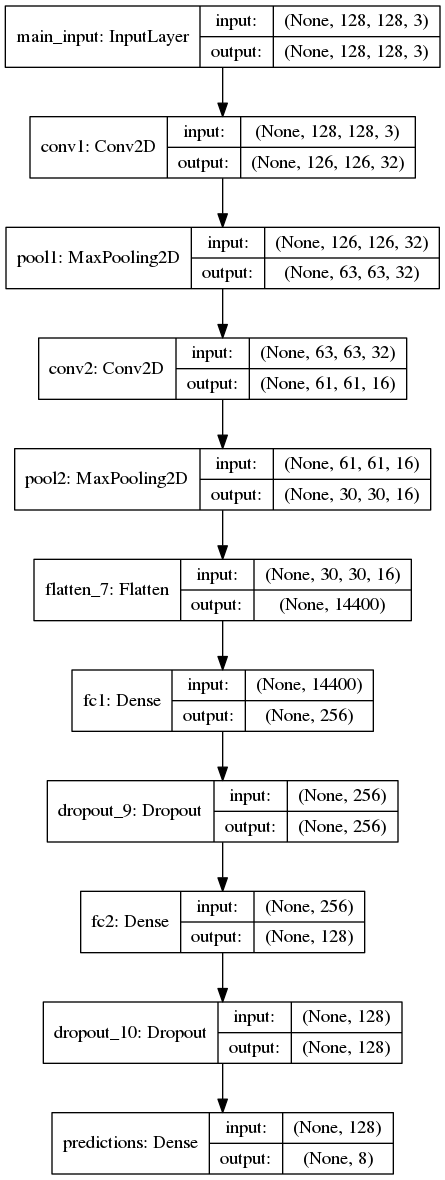 main_input: InputLayer
input:
(None, 128, 128, 3)
output:
(None, 128, 128, 3)
conv1: Conv2D
input:
(None, 128, 128, 3)
output:
(None, 126, 126, 32)
pool1: MaxPooling2D
input:
(None, 126, 126, 32)
output:
(None, 63, 63, 32)
conv2: Conv2D
input:
(None, 63, 63, 32)
output:
(None, 61, 61, 16)
pool2: MaxPooling2D
input:
(None, 61, 61, 16)
output:
(None, 30, 30, 16)
flatten_7: Flatten
input:
(None, 30, 30, 16)
output:
(None, 14400)
fc1: Dense
input:
(None, 14400)
output:
(None, 256)
dropout_9: Dropout
input:
(None, 256)
output:
(None, 256)
fc2: Dense
input:
(None, 256)
output:
(None, 128)
dropout_10: Dropout
input:
(None, 128)
output:
(None, 128)
predictions: Dense
input:
(None, 128)
output:
(None, 8)